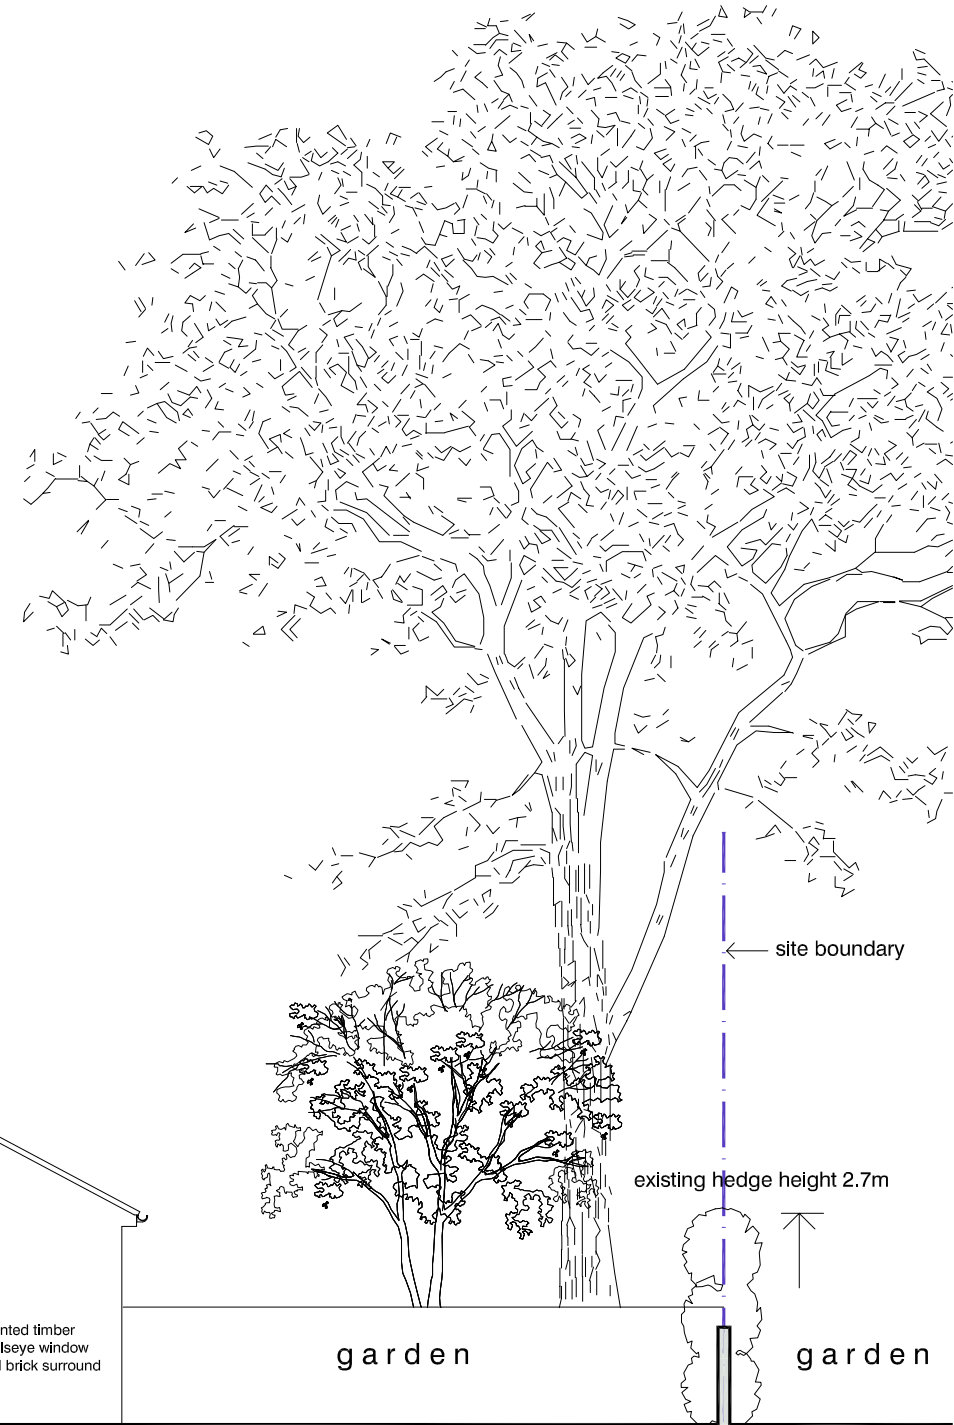 site boundary
existing hedge height 2.7m
garden
garden
nted timber
lseye window
brick surround